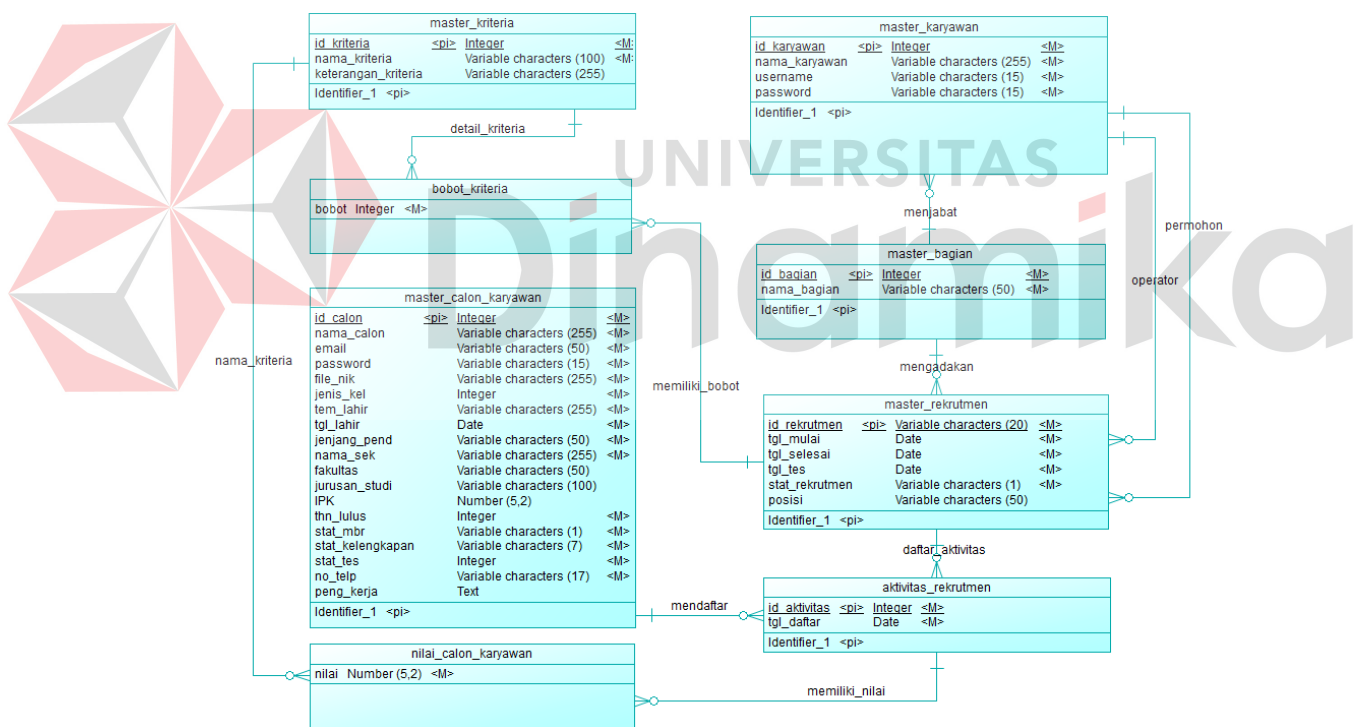 master_kriteria
id_kriteria <pi> Integer <M>
nama_kriteria Variable characters (100) <M>
keterangan_kriteria Variable characters (255)
Identifier_1 <pi>
detail_kriteria
bobot_kriteria
bobot Integer <M>
master_calon_karyawan
id_calon <pi> Integer <M>
nama_calon Variable characters (255) <M>
email Variable characters (50) <M>
password Variable characters (15) <M>
file_nik Variable characters (255) <M>
jenis_kel Integer <M>
tem_lahir Variable characters (255) <M>
tgl_lahir Date <M>
jenjang_pend Variable characters (50) <M>
nama_sek Variable characters (255) <M>
fakultas Variable characters (50)
jurusan_studi Variable characters (100)
IPK Number (5,2)
thn_lulus Integer <M>
stat_mbr Variable characters (1) <M>
stat_kelengkapan Variable characters (7) <M>
stat_tes Integer <M>
no_telp Variable characters (17) <M>
peng_kerja Text
Identifier_1 <pi>
nama_kriteria
nilai_calon_karyawan
nilai Number (5,2) <M>
memiliki_bobot
mendaftar
memiliki_nilai
master_karyawan
id_karyawan <pi> Integer <M>
nama_karyawan Variable characters (255) <M>
username Variable characters (15) <M>
password Variable characters (15) <M>
Identifier_1 <pi>
UNIVERSITAS
Dinamika
menjabat
permohon
operator
master_bagian
id_bagian <pi> Integer <M>
nama_bagian Variable characters (50) <M>
Identifier_1 <pi>
mengadakan
master_rekrutmen
id_rekrutmen <pi> Variable characters (20) <M>
tgl_mulai Date <M>
tgl_selesai Date <M>
tgl_tes Date <M>
stat_rekrutmen Variable characters (1) <M>
posisi Variable characters (50)
Identifier_1 <pi>
daftar_aktivitas
aktivitas_rekrutmen
id_aktivitas <pi> Integer <M>
tgl_daftar Date <M>
Identifier_1 <pi>